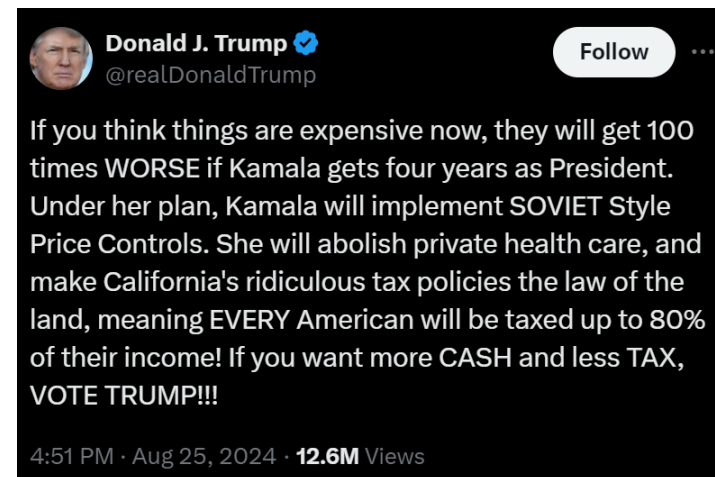 Donald J. Trump
Follow
@realDonaldTrump
If you think things are expensive now, they will get 100
times WORSE if Kamala gets four years as President.
Under her plan, Kamala will implement SOVIET Style
Price Controls. She will abolish private health care, and
make California's ridiculous tax policies the law of the
land, meaning EVERY American will be taxed up to 80%
of their income! If you want more CASH and less TAX,
VOTE TRUMP!!!
4:51 PM · Aug 25, 2024 · 12.6M Views